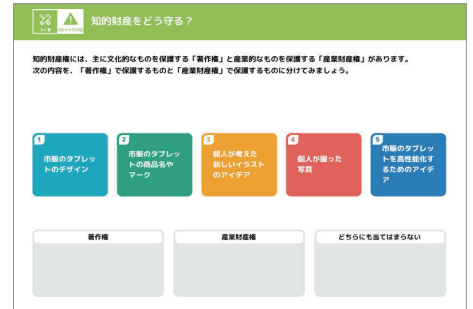 知的財産をどう守る？
知的財産権には、主に文化的なものを保護する「著作権」と産業的なものを保護する「産業財産権」があります。
次の内容を、「著作権」で保護するものと「産業財産権」で保護するものに分けてみましょう。
1
市販のタブレッ
トのデザイン
2
市販のタブレッ
トの商品名や
マーク
3
個人が考えた
新しいイラスト
のアイデア
4
個人が撮った
写真
5
市販のタブレッ
トを高性能化す
るためのアイデ
ア
著作権
産業財産権
どちらにも当てはまらない